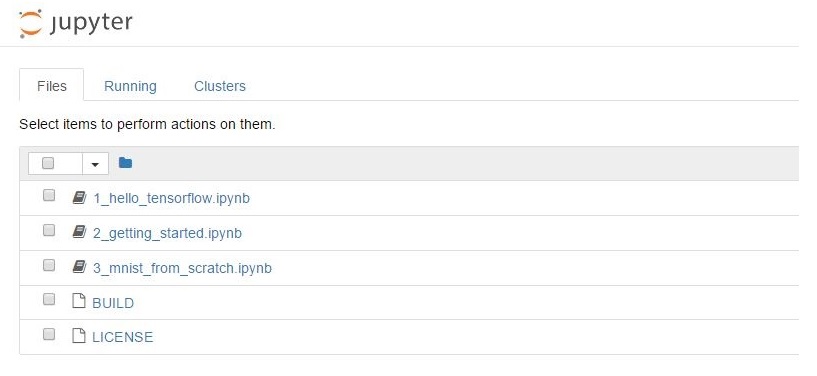 jupyter
Files Running Clusters
Select items to perform actions on them.
1_hello_tensorflow.ipynb
2_getting_started.ipynb
3_mnist_from_scratch.ipynb
BUILD
LICENSE